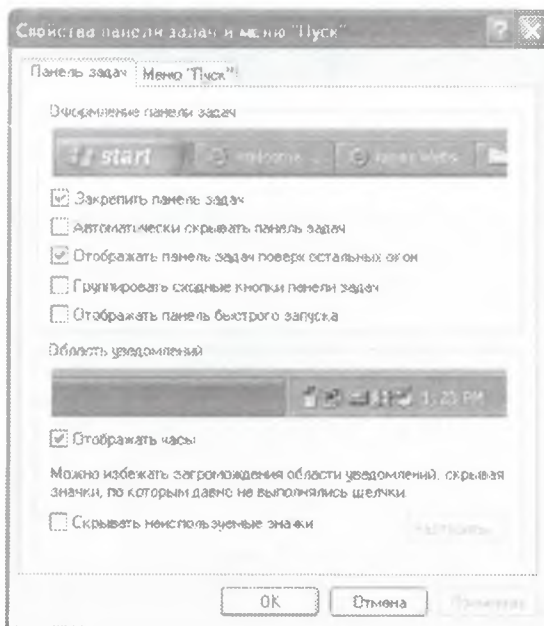 Свойства панели задач и меню "Пуск"
Панель задач Меню "Пуск"
Оформление панели задач
start
Закрепить панель задач
Автоматически скрывать панель задач
Отображать панель задач поверх остальных окон
Группировать сходные кнопки панели задач
Отображать панель быстрого запуска
Область уведомлений
1:23 PM
Отображать часы
Можно избежать загромождения области уведомлений, скрывая
значки, по которым давно не выполнялись щелчки.
Скрывать неиспользуемые значки
OK Отмена